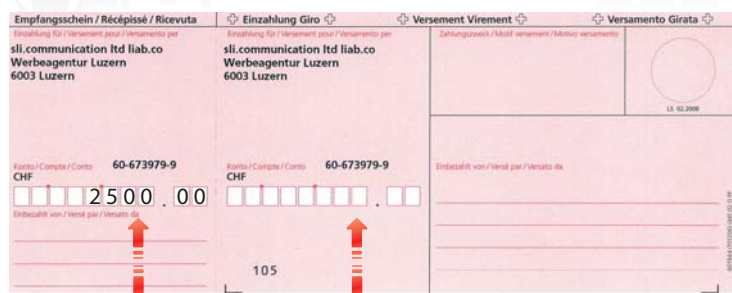 Empfangsschein / Récépissé / Ricevuta
Einzahlung für / Versement pour / Versamento per
sli.communication ltd liab.co
Werbeagentur Luzern
6003 Luzern
Konto / Compte / Conto 60-673979-9
CHF
2500 . 00
Einbezahlt von / Versé par / Versato da
Einzahlung Giro
Versement Virement
Versamento Girata
Einzahlung für / Versement pour / Versamento per
sli.communication ltd liab.co
Werbeagentur Luzern
6003 Luzern
Konto / Compte / Conto 60-673979-9
CHF
.
105
Zahlungszweck / Motif versement / Motivo versamento
LS 02.2008
Einbezahlt von / Versé par / Versato da